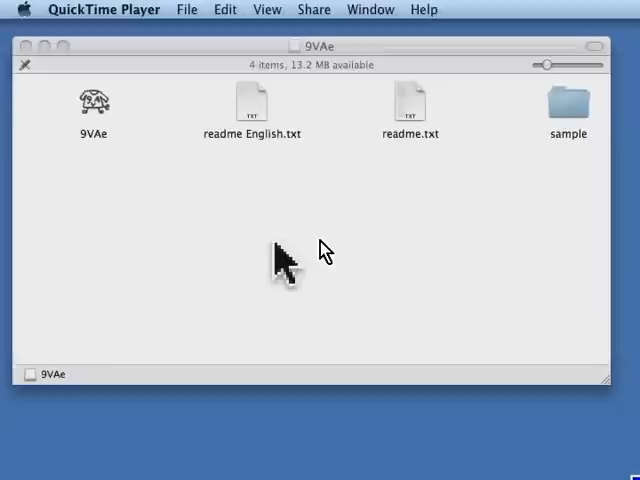 QuickTime Player File Edit View Share Window Help
9VAe
4 items, 13.2 MB available
TXT TXT
9VAe readme English.txt readme.txt sample
9VAe